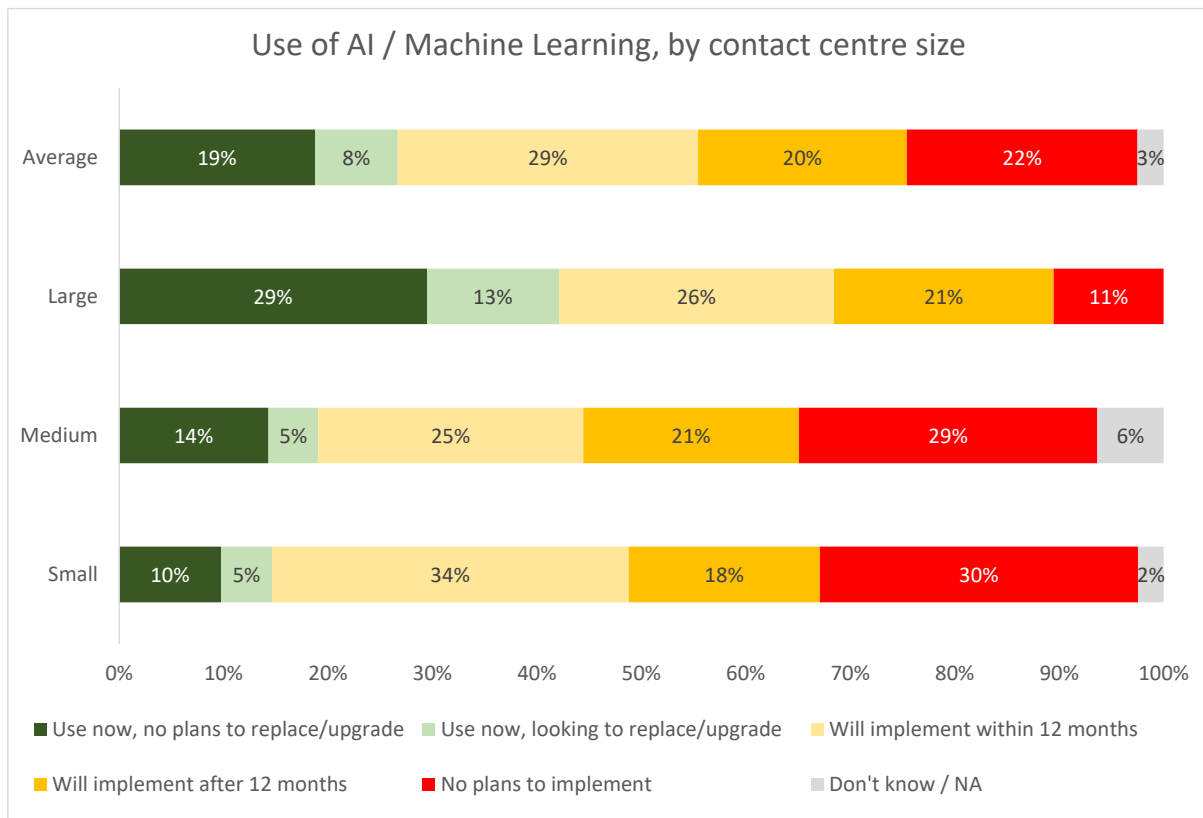 Use of AI / Machine Learning, by contact centre size
Average 19% 8% 29% 20% 22% 3%
Large 29% 13% 26% 21% 11%
Medium 14% 5% 25% 21% 29% 6%
Small 10% 5% 34% 18% 30% 2%
0% 10% 20% 30% 40% 50% 60% 70% 80% 90% 100%
Use now, no plans to replace/upgrade Use now, looking to replace/upgrade Will implement within 12 months
Will implement after 12 months No plans to implement Don't know / NA